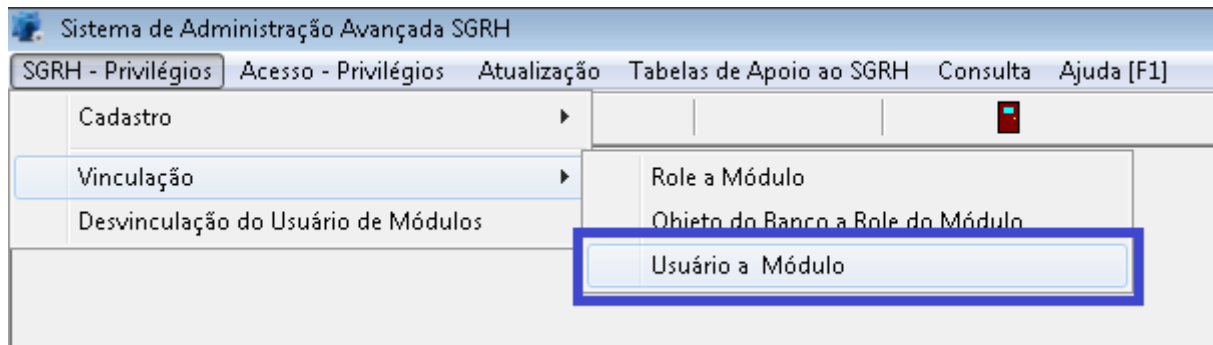 Sistema de Administração Avançada SGRH
SGRH - Privilégios Acesso - Privilégios Atualização Tabelas de Apoio ao SGRH Consulta Ajuda [F1]
Cadastro
Vinculação
Desvinculação do Usuário de Módulos
Role a Módulo
Objeto do Banco a Role do Módulo
Usuário a Módulo